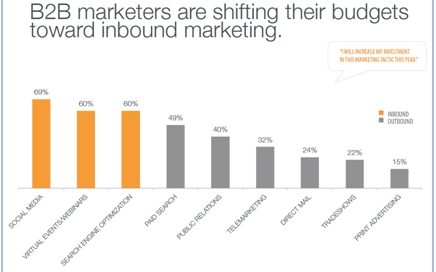 B2B marketers are shifting their budgets
toward inbound marketing.
"I WILL INCREASE MY INVESTMENT
IN THIS MARKETING TACTIC THIS YEAR."
INBOUND
OUTBOUND
69%
60%
60%
49%
40%
32%
24%
22%
15%
SOCIAL MEDIA
VIRTUAL EVENTS/WEBINARS
SEARCH ENGINE OPTIMIZATION
PAID SEARCH
PUBLIC RELATIONS
TELEMARKETING
DIRECT MAIL
TRADESHOWS
PRINT ADVERTISING